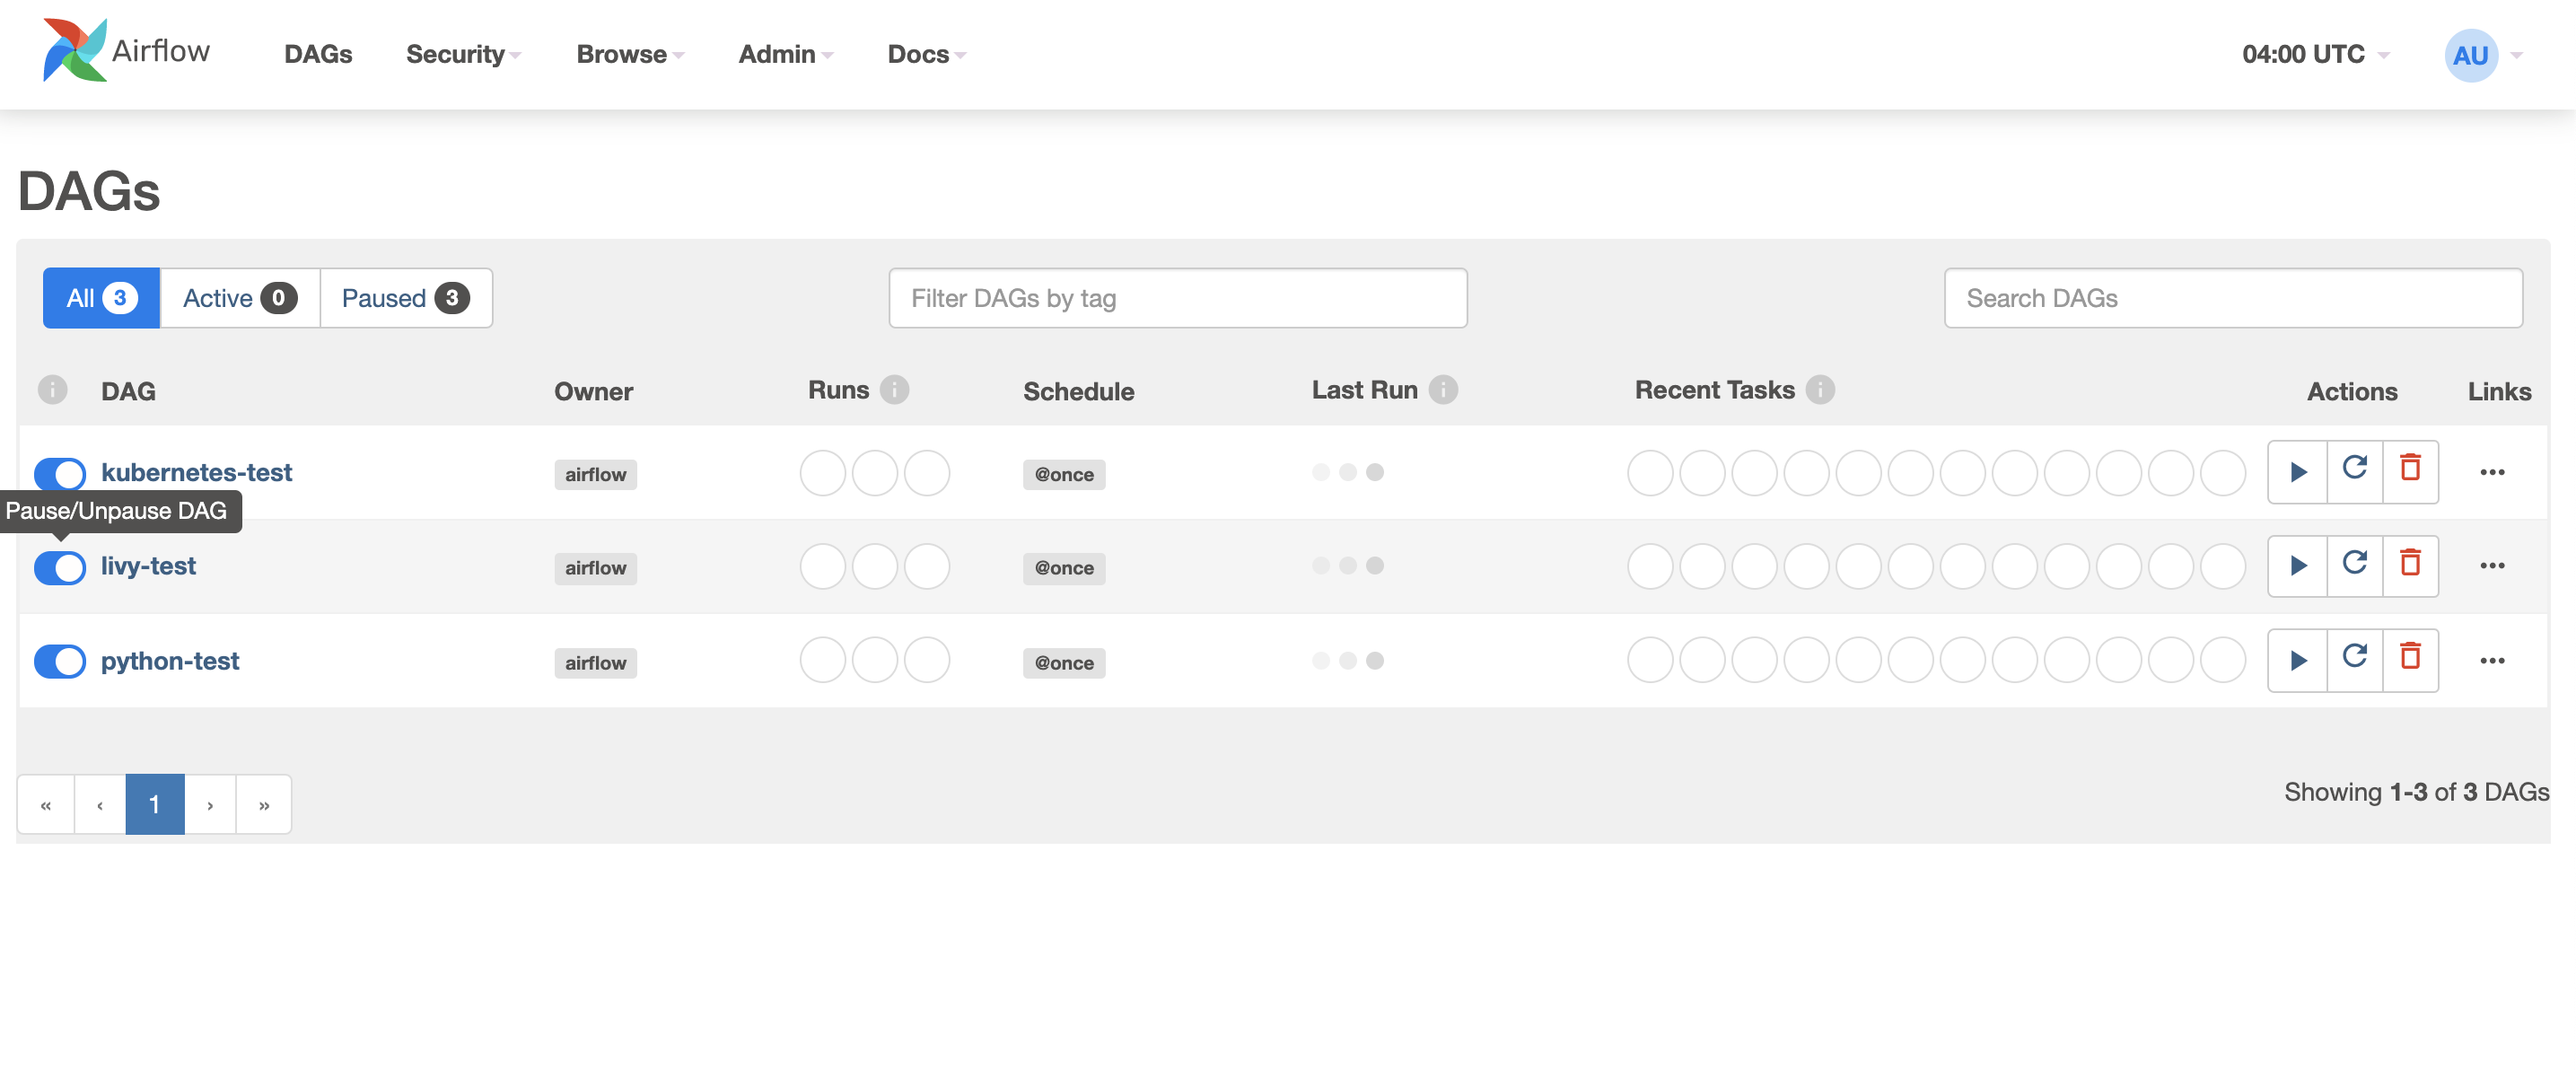 Airflow DAGs Security Browse Admin Docs 04:00 UTC AU
DAGs
All 3 Active 0 Paused 3 Filter DAGs by tag Search DAGs
i DAG Owner Runs i Schedule Last Run i Recent Tasks i Actions Links
kubernetes-test airflow @once
Pause/Unpause DAG
livy-test airflow @once
python-test airflow @once
« ‹ 1 › »
Showing 1-3 of 3 DAGs